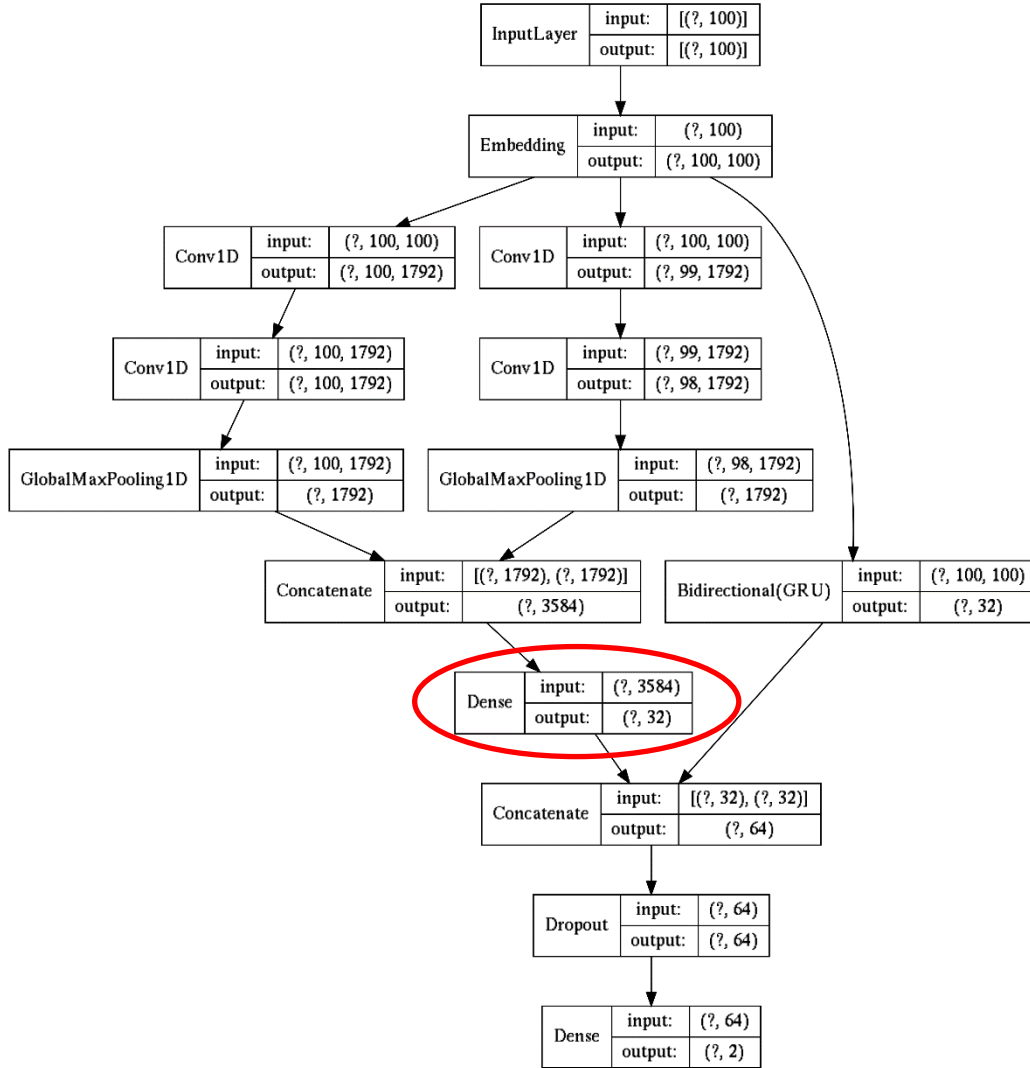 InputLayer
input: [(?, 100)]
output: [(?, 100)]
Embedding
input: (?, 100)
output: (?, 100, 100)
Conv1D
input: (?, 100, 100)
output: (?, 100, 1792)
Conv1D
input: (?, 100, 100)
output: (?, 99, 1792)
Conv1D
input: (?, 100, 1792)
output: (?, 100, 1792)
Conv1D
input: (?, 99, 1792)
output: (?, 98, 1792)
GlobalMaxPooling1D
input: (?, 100, 1792)
output: (?, 1792)
GlobalMaxPooling1D
input: (?, 98, 1792)
output: (?, 1792)
Concatenate
input: [(?, 1792), (?, 1792)]
output: (?, 3584)
Bidirectional(GRU)
input: (?, 100, 100)
output: (?, 32)
Dense
input: (?, 3584)
output: (?, 32)
Concatenate
input: [(?, 32), (?, 32)]
output: (?, 64)
Dropout
input: (?, 64)
output: (?, 64)
Dense
input: (?, 64)
output: (?, 2)